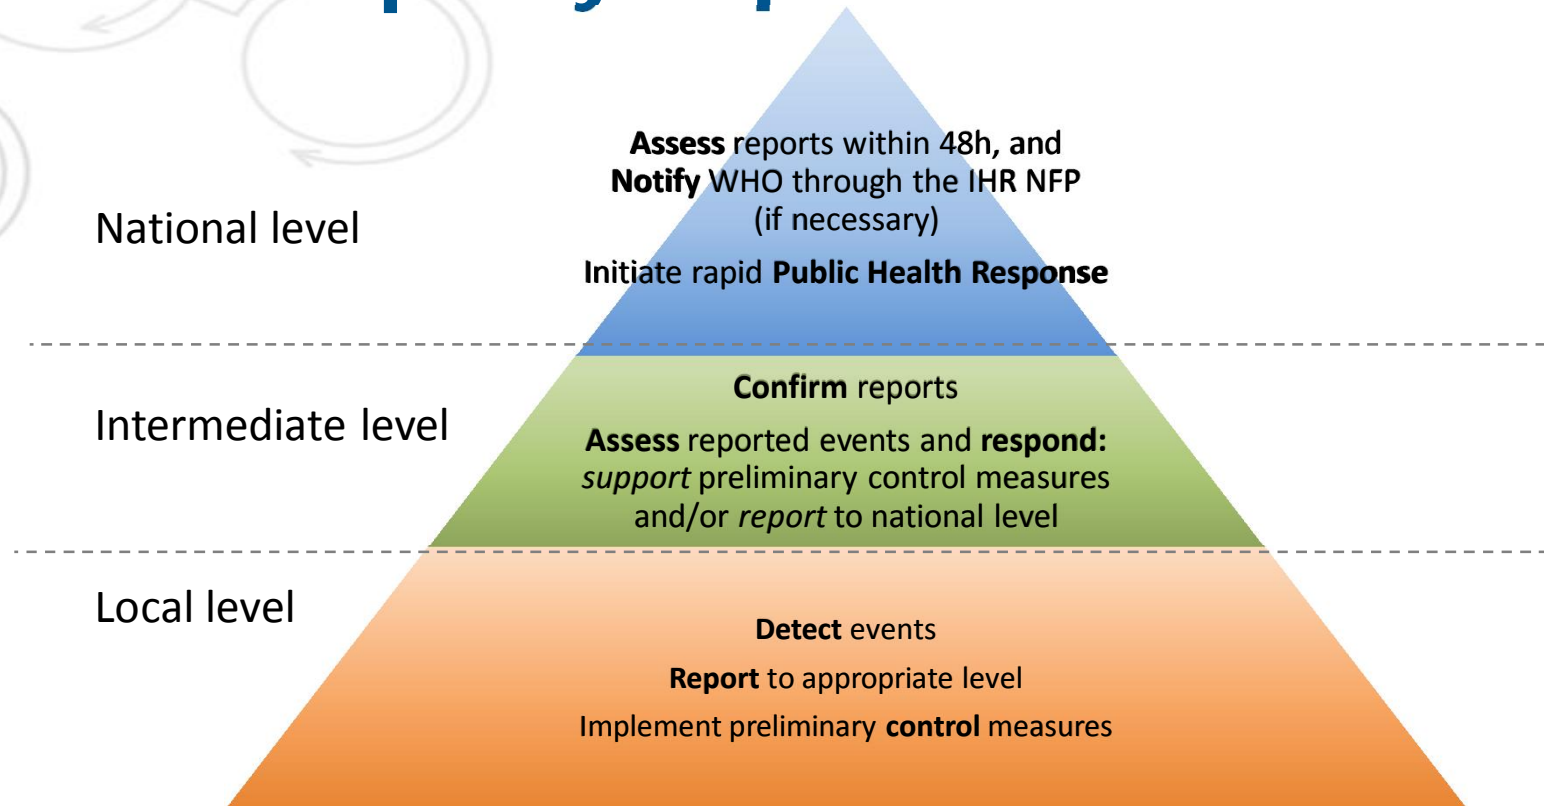 National level
Assess reports within 48h, and
Notify WHO through the IHR NFP
(if necessary)
Initiate rapid Public Health Response
Intermediate level
Confirm reports
Assess reported events and respond:
support preliminary control measures
and/or report to national level
Local level
Detect events
Report to appropriate level
Implement preliminary control measures